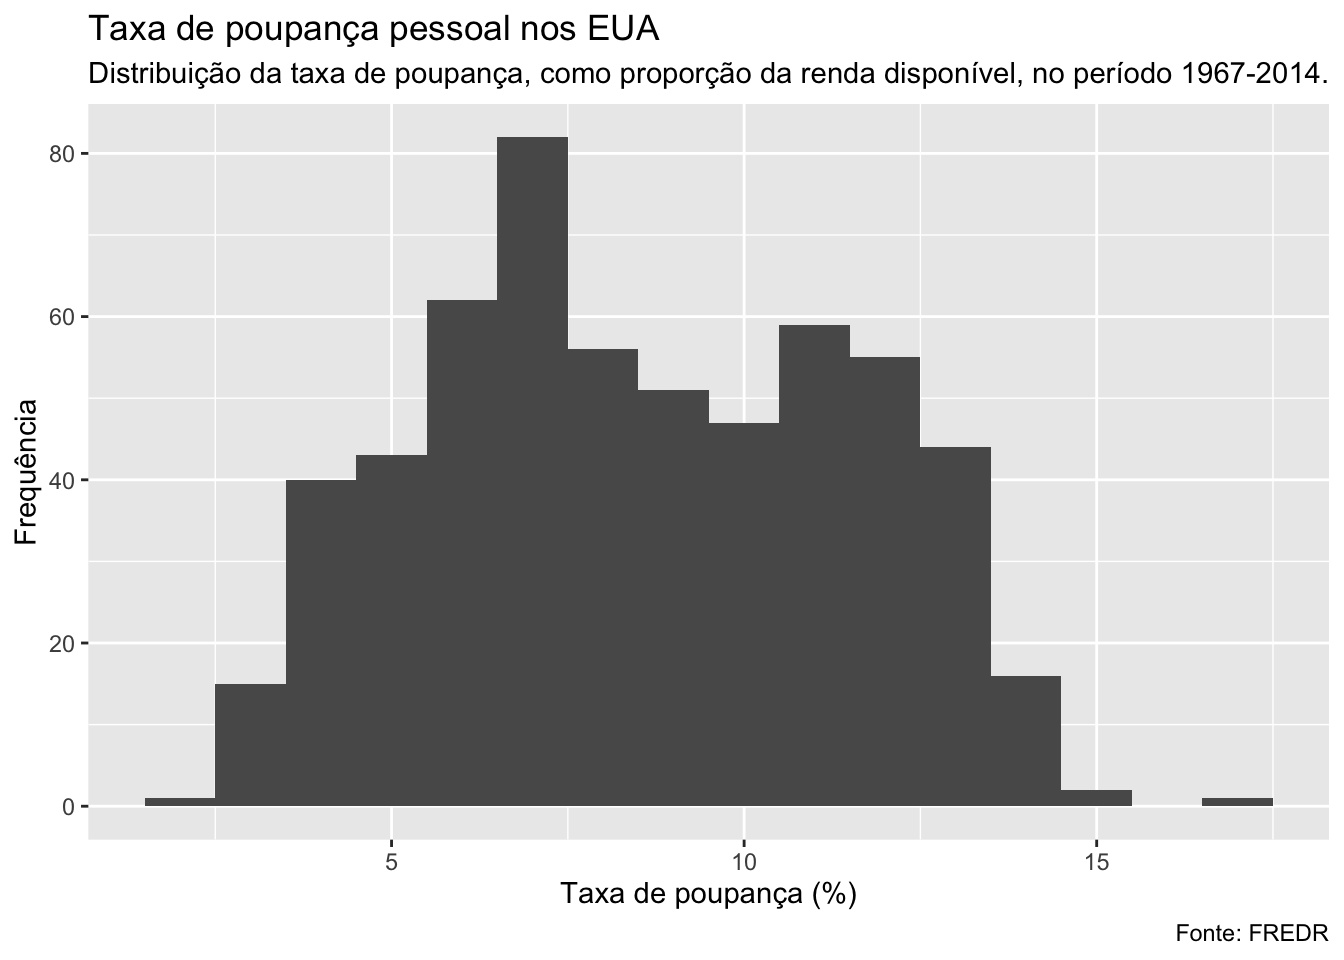 Taxa de poupança pessoal nos EUA
Distribuição da taxa de poupança, como proporção da renda disponível, no período 1967-2014.
80
60
40
20
0
Frequência
5 10 15
Taxa de poupança (%)
Fonte: FREDR